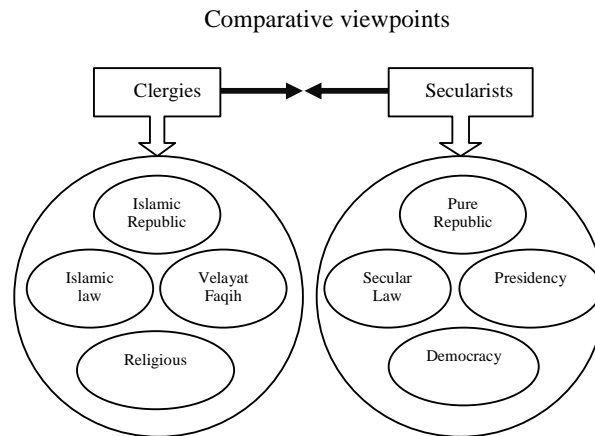 Comparative viewpoints
Clergies
Secularists
Islamic
Republic
Islamic
law
Velayat
Faqih
Religious
Pure
Republic
Secular
Law
Presidency
Democracy